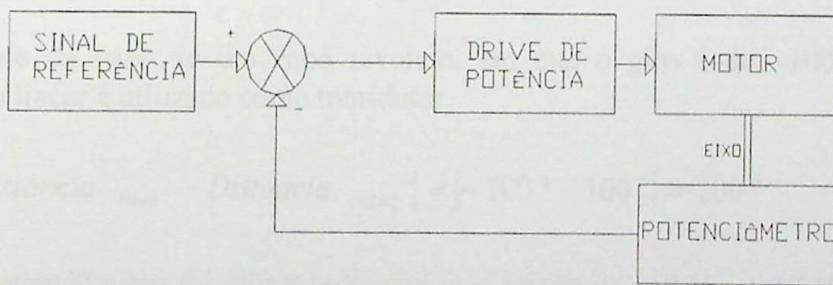 SINAL DE
REFERÊNCIA
+
-
DRIVE DE
POTÊNCIA
MOTOR
EIXO
POTENCIÔMETRO